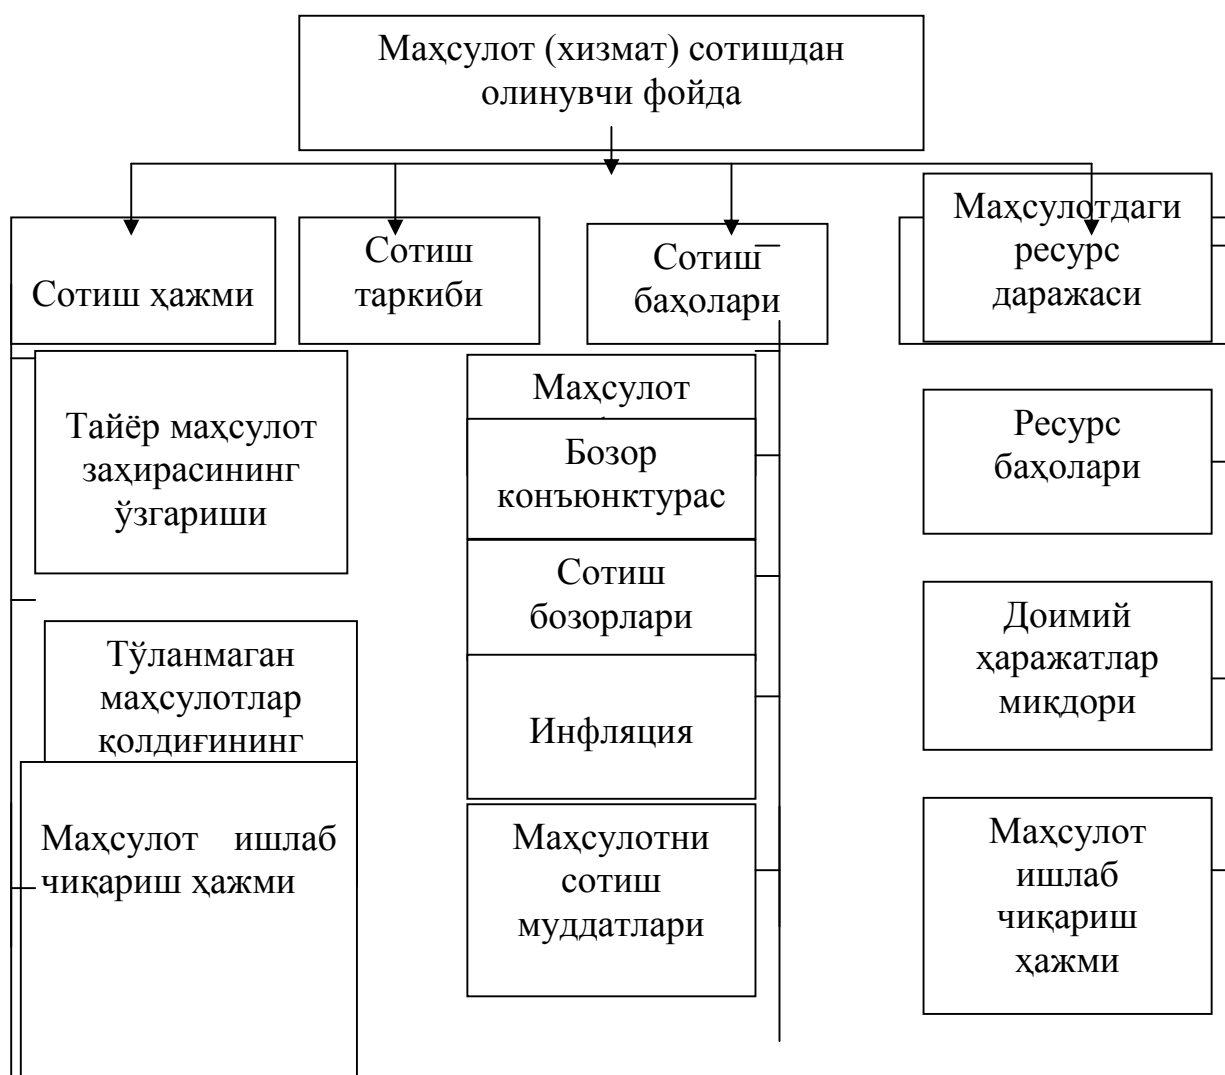 Маҳсулот (хизмат) сотишдан
олинувчи фойда
Сотиш ҳажми
Сотиш
таркиби
Сотиш
баҳолари
Маҳсулотдаги
ресурс
даражаси
Тайёр маҳсулот
заҳирасининг
ўзгариши
Тўланмаган
маҳсулотлар
қолдиғининг
Маҳсулот ишлаб
чиқариш ҳажми
Маҳсулот
Бозор
конъюнктурас
Сотиш
бозорлари
Инфляция
Маҳсулотни
сотиш
муддатлари
Ресурс
баҳолари
Доимий
ҳаражатлар
миқдори
Маҳсулот
ишлаб
чиқариш
ҳажми